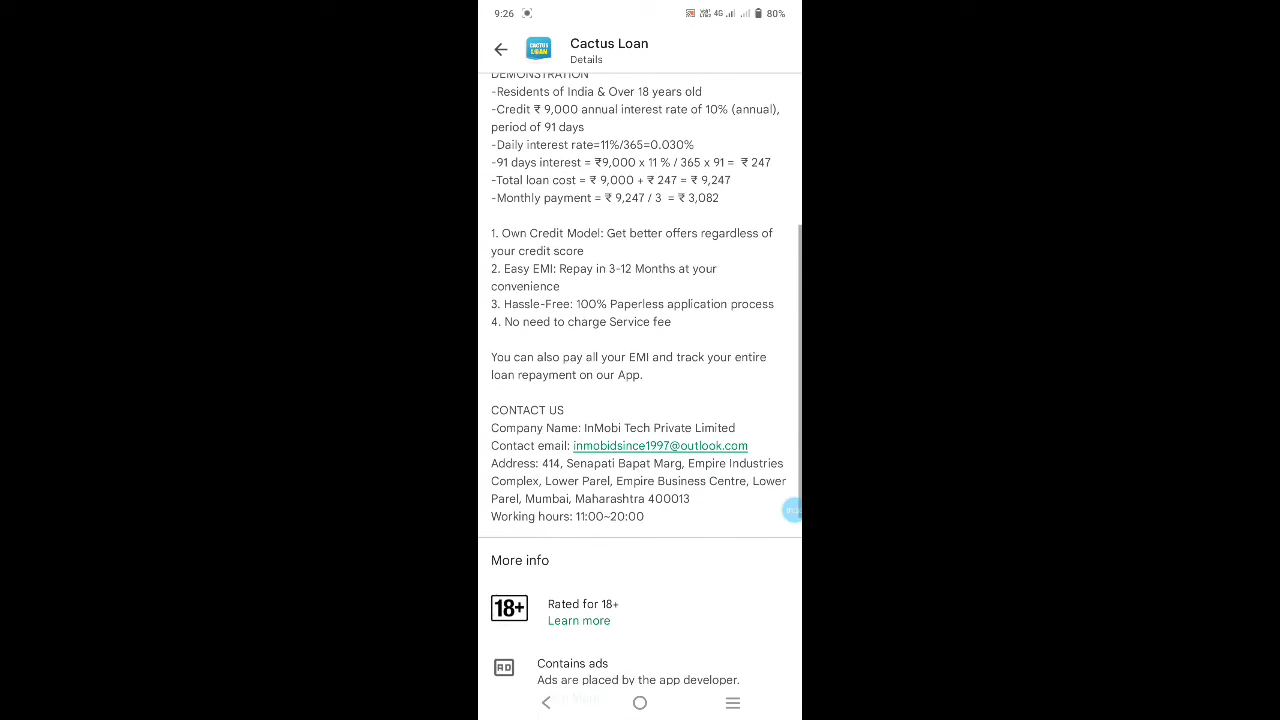 9:26
4G
80%
CACTUS
LOAN
Cactus Loan
Details
DEMONSTRATION
-Residents of India & Over 18 years old
-Credit ₹ 9,000 annual interest rate of 10% (annual),
period of 91 days
-Daily interest rate=11%/365=0.030%
-91 days interest = ₹9,000 x 11 % / 365 x 91 =  ₹ 247
-Total loan cost = ₹ 9,000 + ₹ 247 = ₹ 9,247
-Monthly payment = ₹ 9,247 / 3  = ₹ 3,082
1. Own Credit Model: Get better offers regardless of
your credit score
2. Easy EMI: Repay in 3-12 Months at your
convenience
3. Hassle-Free: 100% Paperless application process
4. No need to charge Service fee
You can also pay all your EMI and track your entire
loan repayment on our App.
CONTACT US
Company Name: InMobi Tech Private Limited
Contact email: inmobidsince1997@outlook.com
Address: 414, Senapati Bapat Marg, Empire Industries
Complex, Lower Parel, Empire Business Centre, Lower
Parel, Mumbai, Maharashtra 400013
Working hours: 11:00~20:00
More info
18+
Rated for 18+
Learn more
AD
Contains ads
Ads are placed by the app developer.